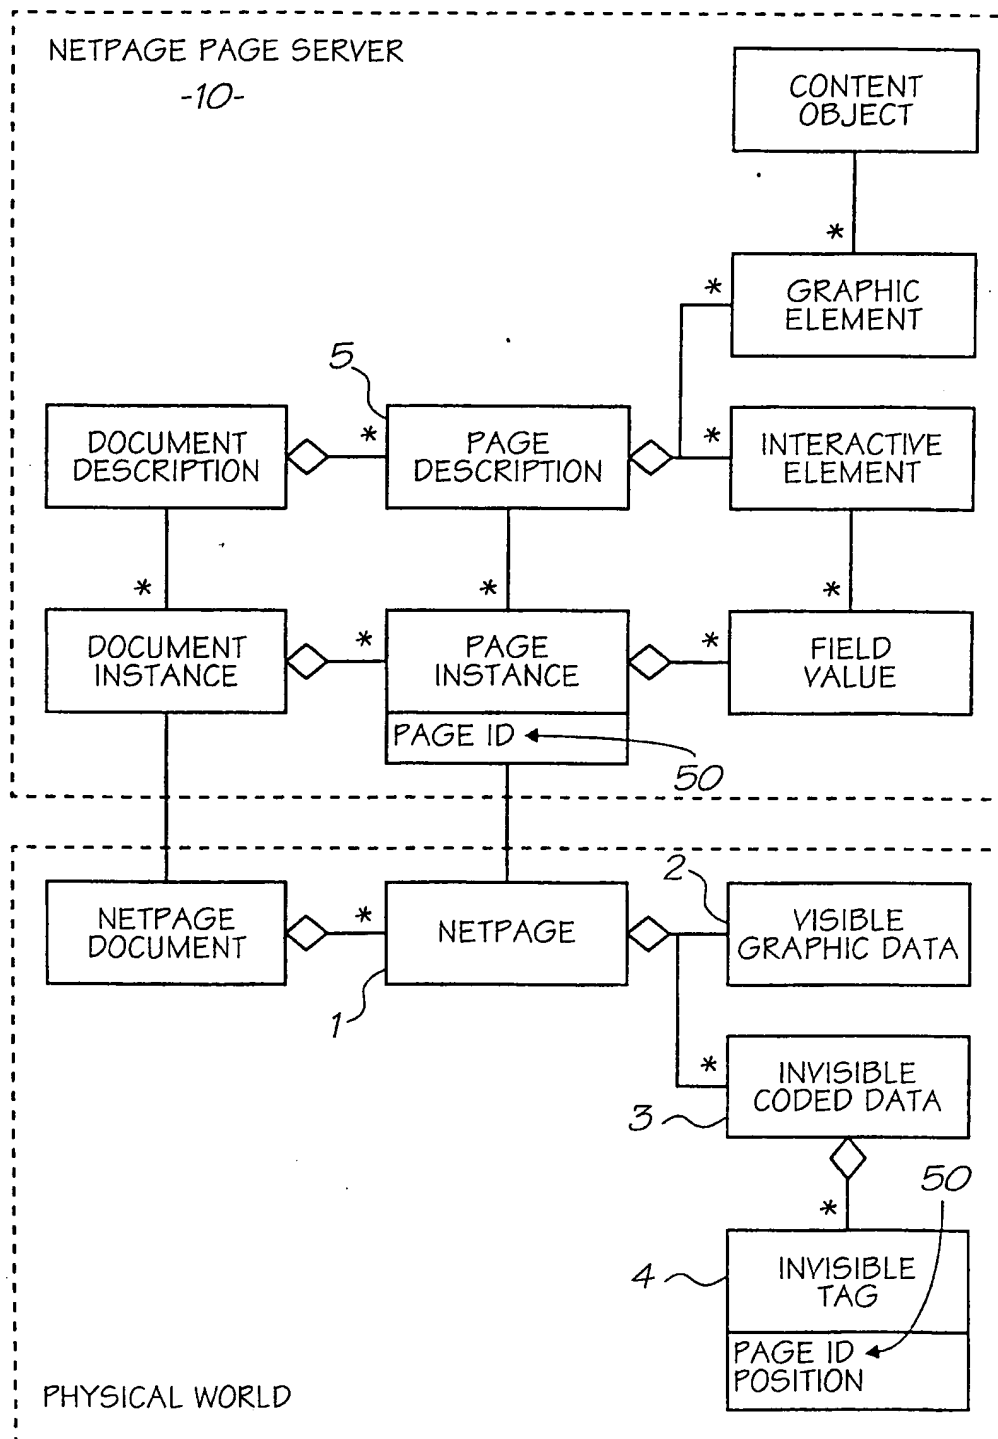 NETPAGE PAGE SERVER
-10-
CONTENT
OBJECT
*
*
GRAPHIC
ELEMENT
5
DOCUMENT
DESCRIPTION
*
PAGE
DESCRIPTION
*
INTERACTIVE
ELEMENT
*
*
*
DOCUMENT
INSTANCE
*
PAGE
INSTANCE
*
FIELD
VALUE
PAGE ID
50
2
NETPAGE
DOCUMENT
*
NETPAGE
VISIBLE
GRAPHIC DATA
1
*
INVISIBLE
CODED DATA
3
50
*
4
INVISIBLE
TAG
PAGE ID
POSITION
PHYSICAL WORLD